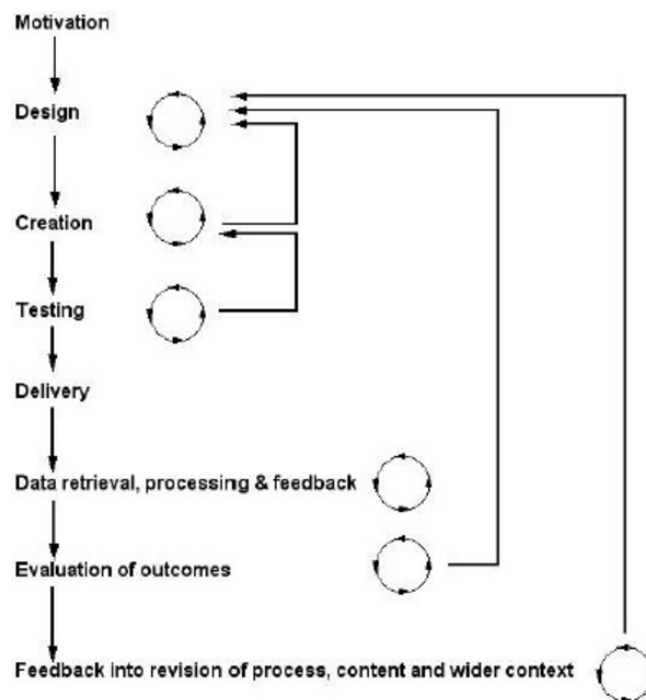 Motivation
Design
Creation
Testing
Delivery
Data retrieval, processing & feedback
Evaluation of outcomes
Feedback into revision of process, content and wider context